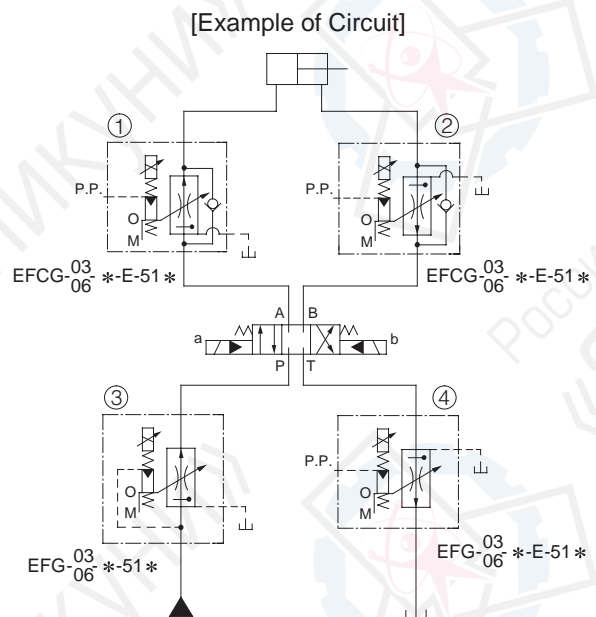 [Example of Circuit]
① ②
P.P. O M P.P. O M
EFCG-03/06-*-E-51* EFCG-03/06-*-E-51*
A B
a b
P T
③ ④
O M P.P. O M
EFG-03/06-*-51* EFG-03/06-*-E-51*